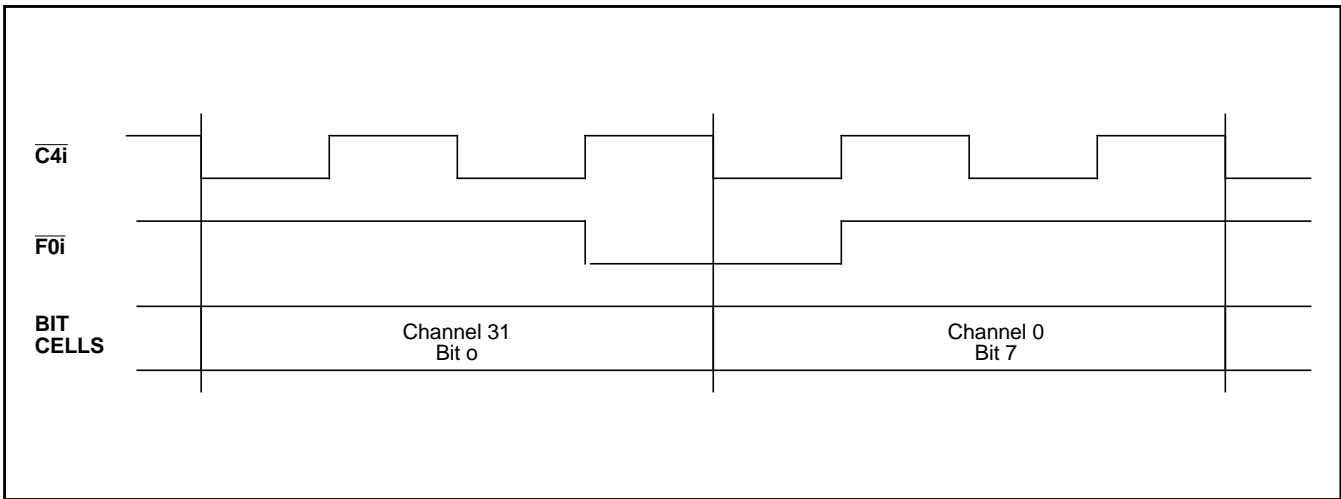 C4i
F0i
BIT
CELLS
Channel 31
Bit o
Channel 0
Bit 7